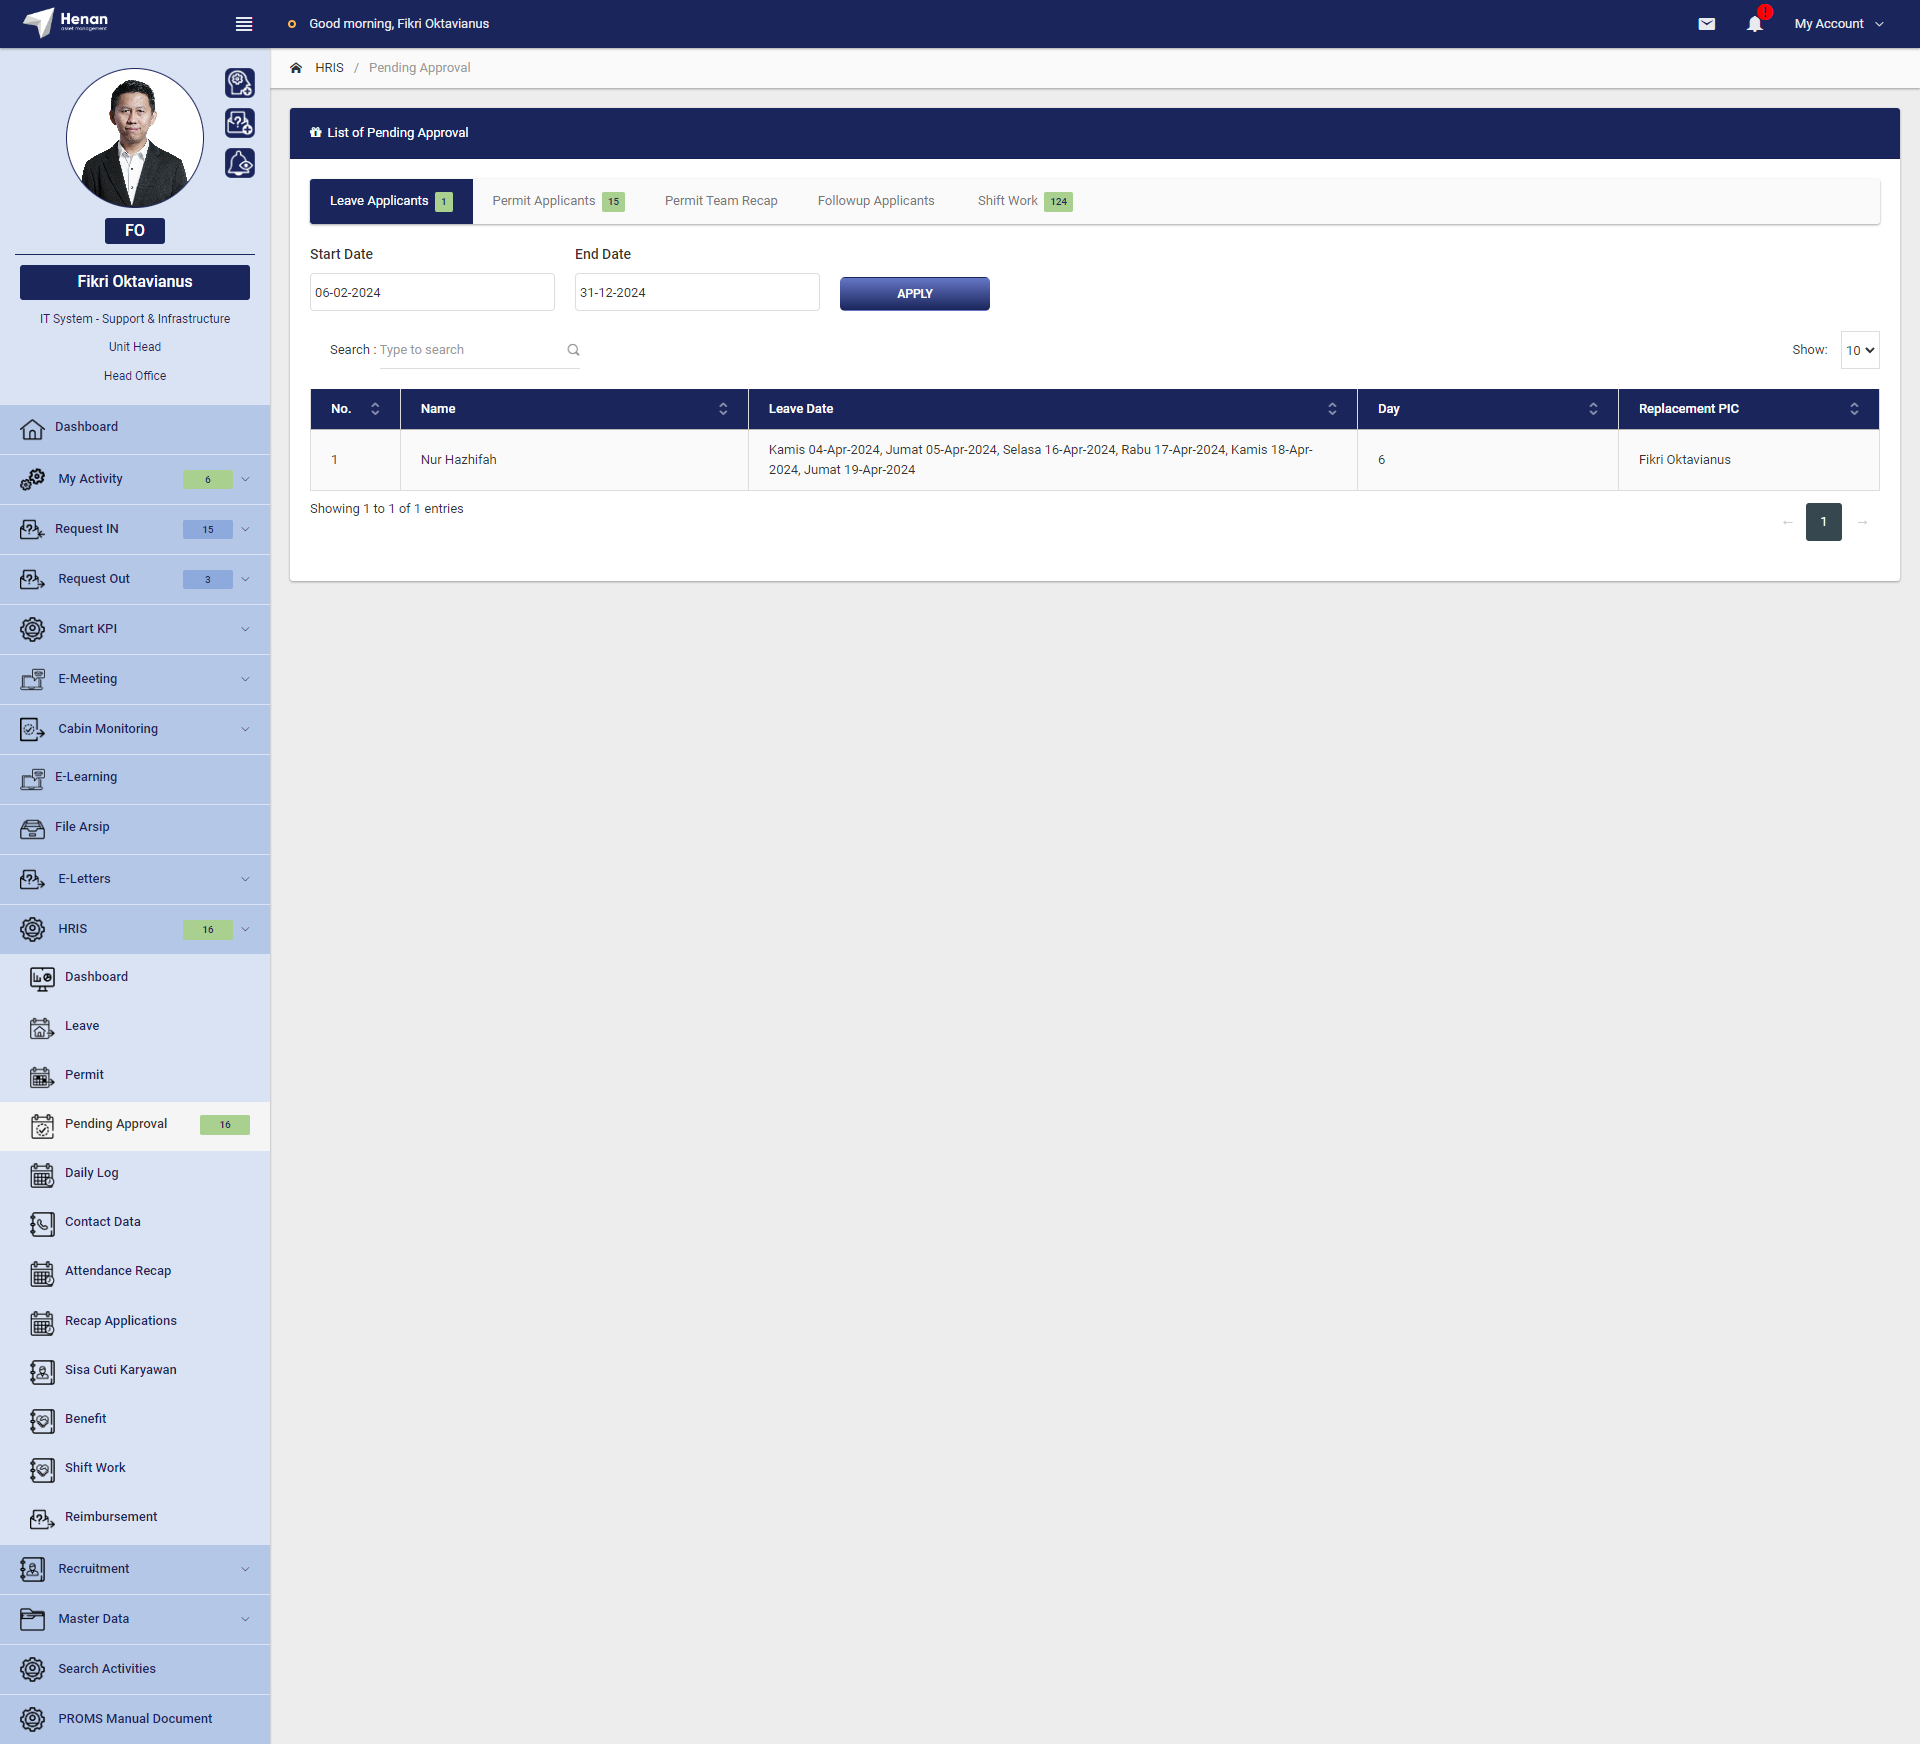 Henan
asset management
Good morning, Fikri Oktavianus
My Account
HRIS / Pending Approval
FO
Fikri Oktavianus
IT System - Support & Infrastructure
Unit Head
Head Office
Dashboard
My Activity 6
Request IN 15
Request Out 3
Smart KPI
E-Meeting
Cabin Monitoring
E-Learning
File Arsip
E-Letters
HRIS 16
Dashboard
Leave
Permit
Pending Approval 16
Daily Log
Contact Data
Attendance Recap
Recap Applications
Sisa Cuti Karyawan
Benefit
Shift Work
Reimbursement
Recruitment
Master Data
Search Activities
PROMS Manual Document
List of Pending Approval
Leave Applicants 1 Permit Applicants 15 Permit Team Recap Followup Applicants Shift Work 124
Start Date End Date
06-02-2024 31-12-2024 APPLY
Search : Type to search Show: 10
No. Name Leave Date Day Replacement PIC
1 Nur Hazhifah Kamis 04-Apr-2024, Jumat 05-Apr-2024, Selasa 16-Apr-2024, Rabu 17-Apr-2024, Kamis 18-Apr-
2024, Jumat 19-Apr-2024 6 Fikri Oktavianus
Showing 1 to 1 of 1 entries
← 1 →